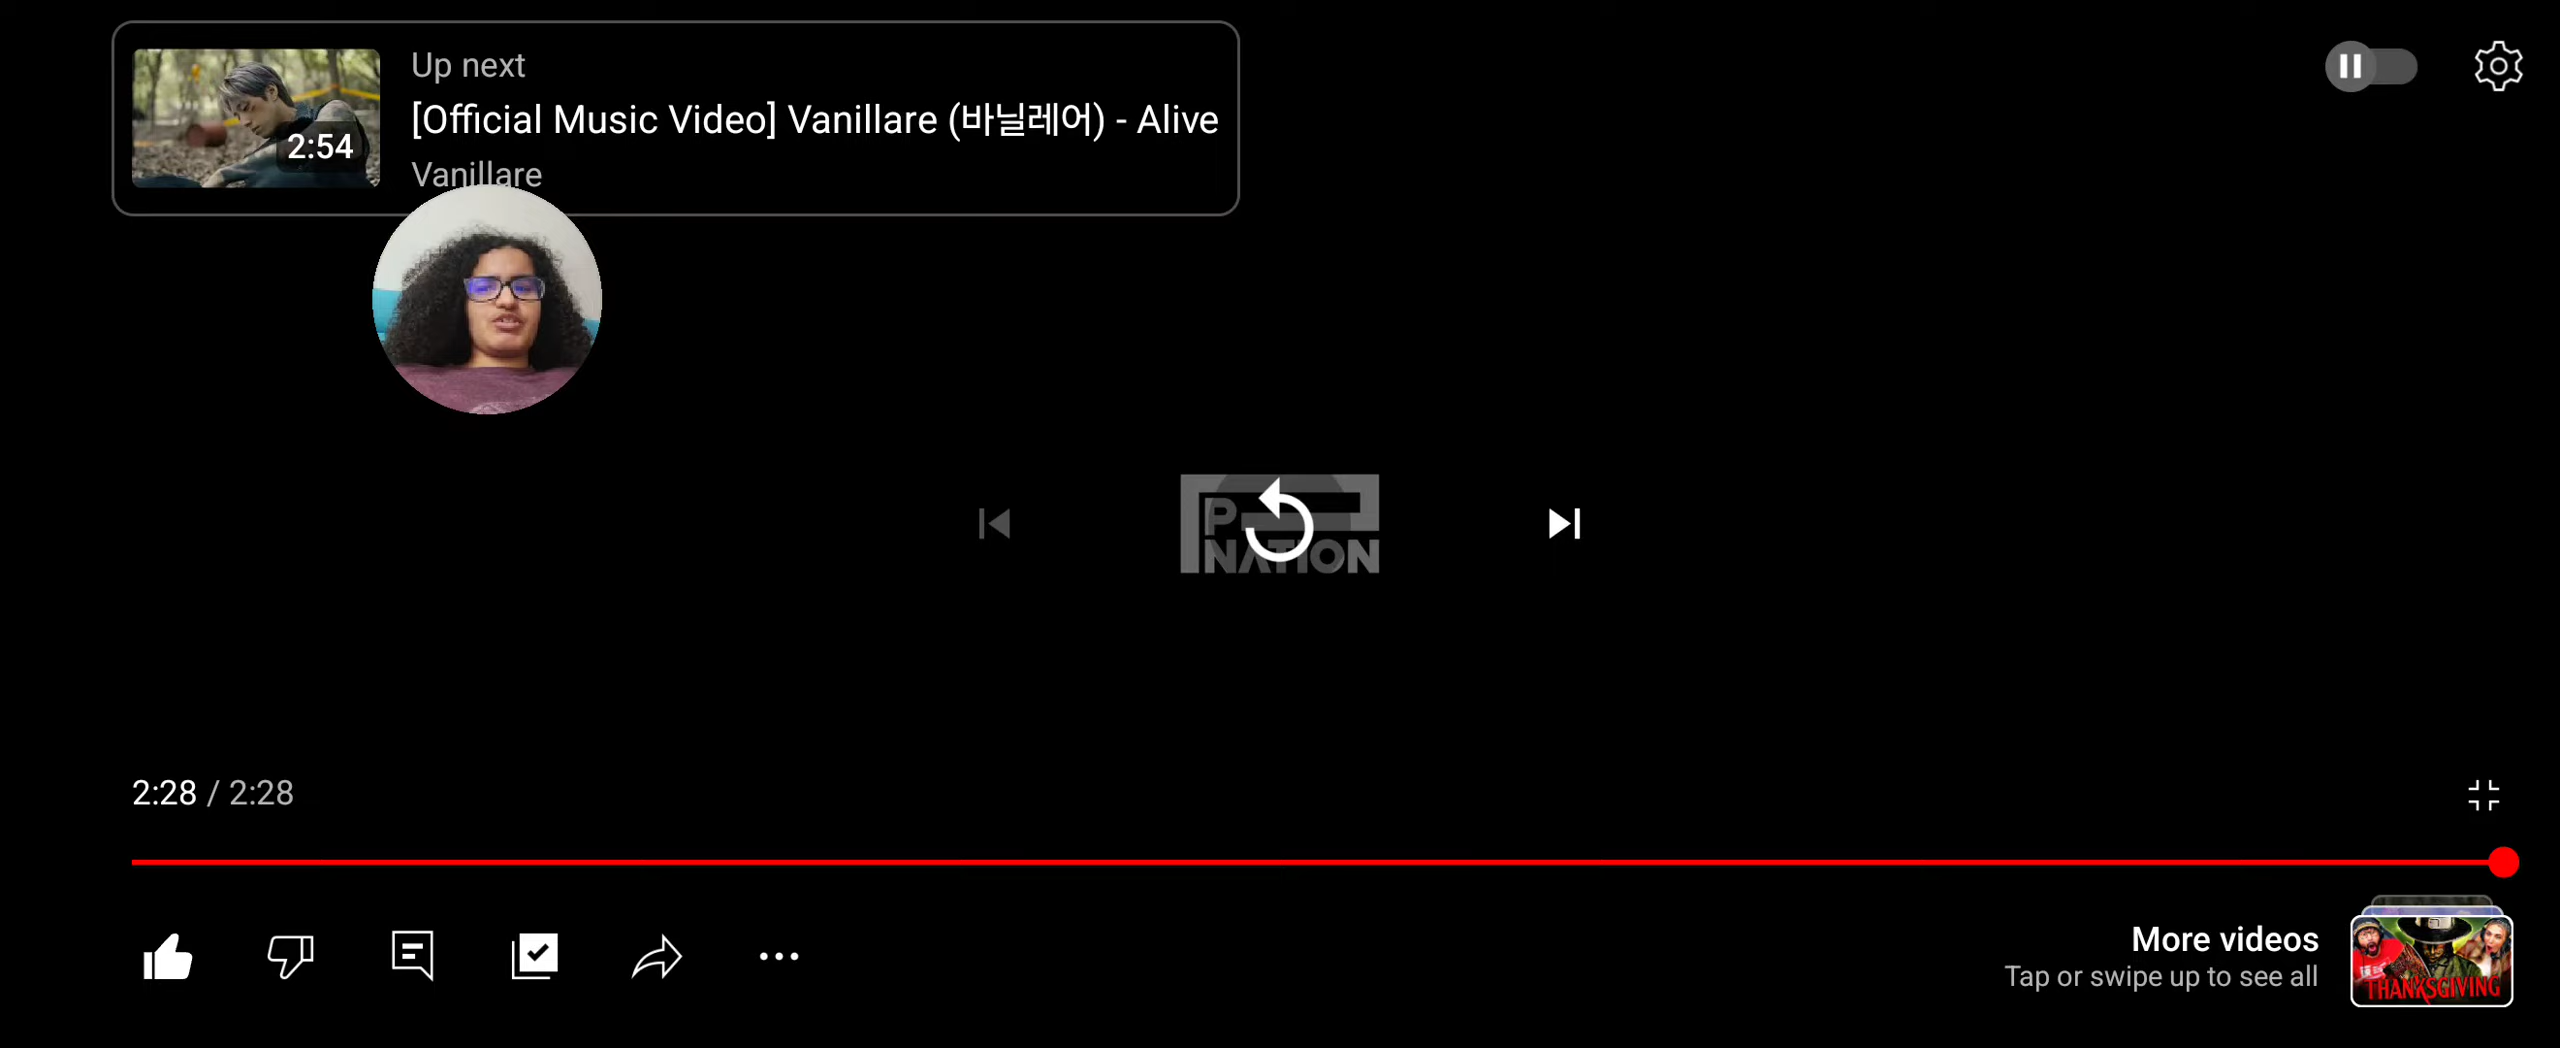 Up next
[Official Music Video] Vanillare (바닐레어) - Alive
Vanillare
2:54
P
NATION
2:28 / 2:28
More videos
Tap or swipe up to see all
THANKSGIVING